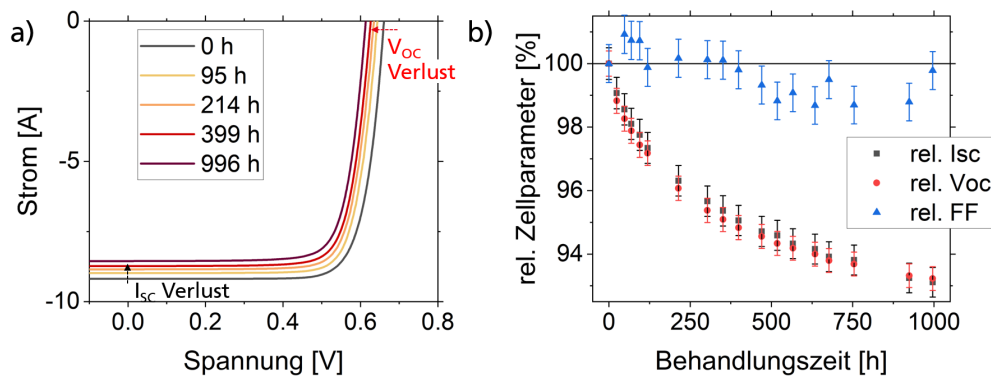 a)
0 h
95 h
214 h
399 h
996 h
V_OC
Verlust
I_SC Verlust
0
-5
-10
Strom [A]
0.0
0.2
0.4
0.6
0.8
Spannung [V]
b)
100
98
96
94
rel. Zellparameter [%]
rel. Isc
rel. Voc
rel. FF
0
250
500
750
1000
Behandlungszeit [h]